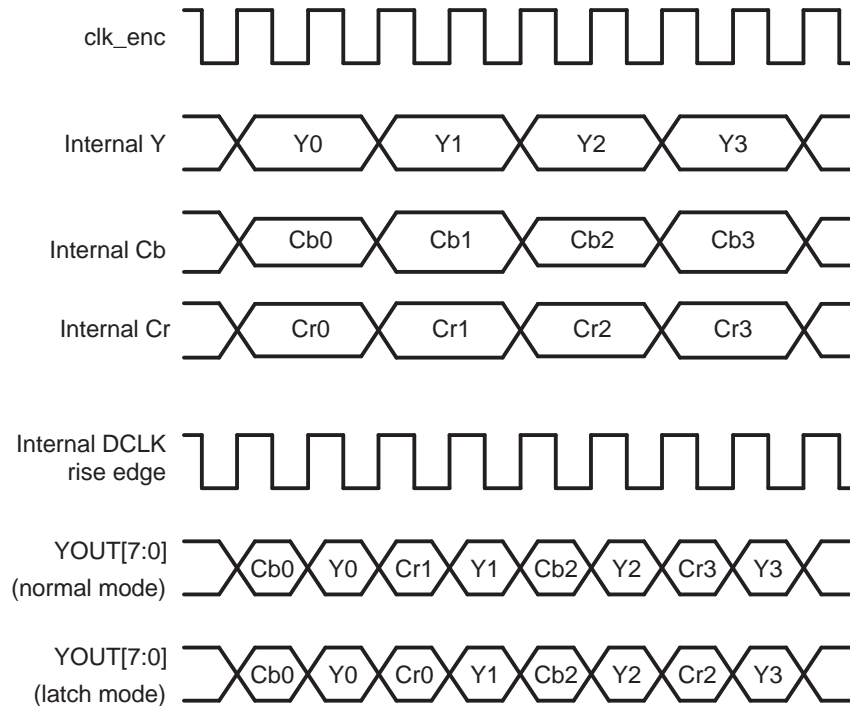 clk_enc
Internal Y
Y0 Y1 Y2 Y3
Internal Cb
Cb0 Cb1 Cb2 Cb3
Internal Cr
Cr0 Cr1 Cr2 Cr3
Internal DCLK
rise edge
YOUT[7:0]
(normal mode)
Cb0 Y0 Cr1 Y1 Cb2 Y2 Cr3 Y3
YOUT[7:0]
(latch mode)
Cb0 Y0 Cr0 Y1 Cb2 Y2 Cr2 Y3